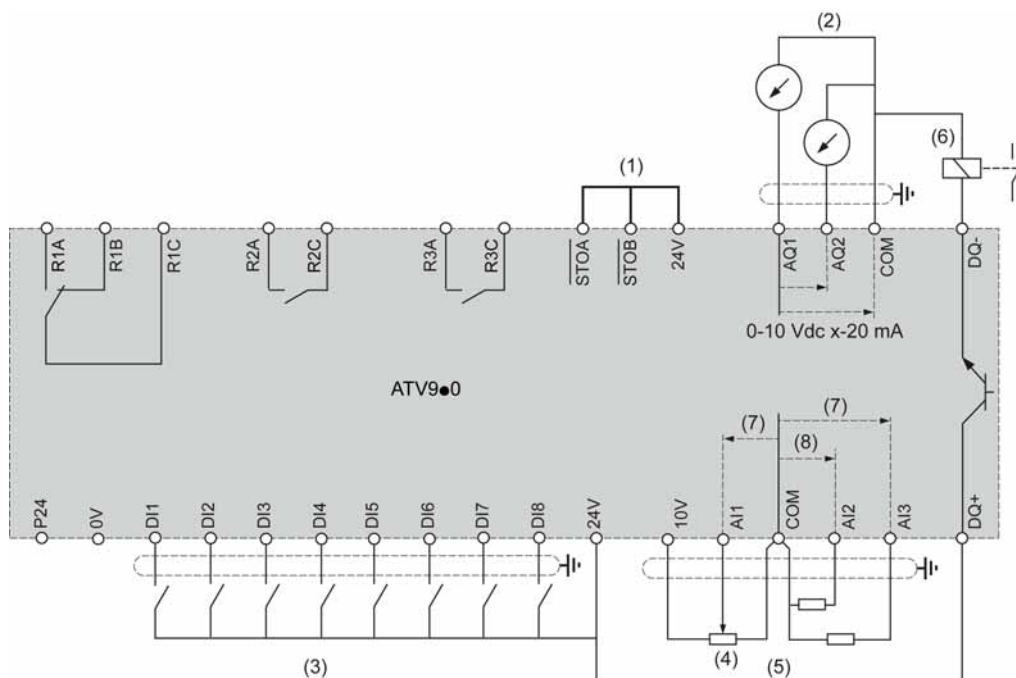 (2)
(6)
(1)
R1A R1B R1C R2A R2C R3A R3C STOA STOB 24V AQ1 AQ2 COM DQ-
0-10 Vdc x-20 mA
ATV9●0
(7)
(7)
(8)
P24 0V DI1 DI2 DI3 DI4 DI5 DI6 DI7 DI8 24V 10V AI1 COM AI2 AI3 DQ+
(3) (4) (5)